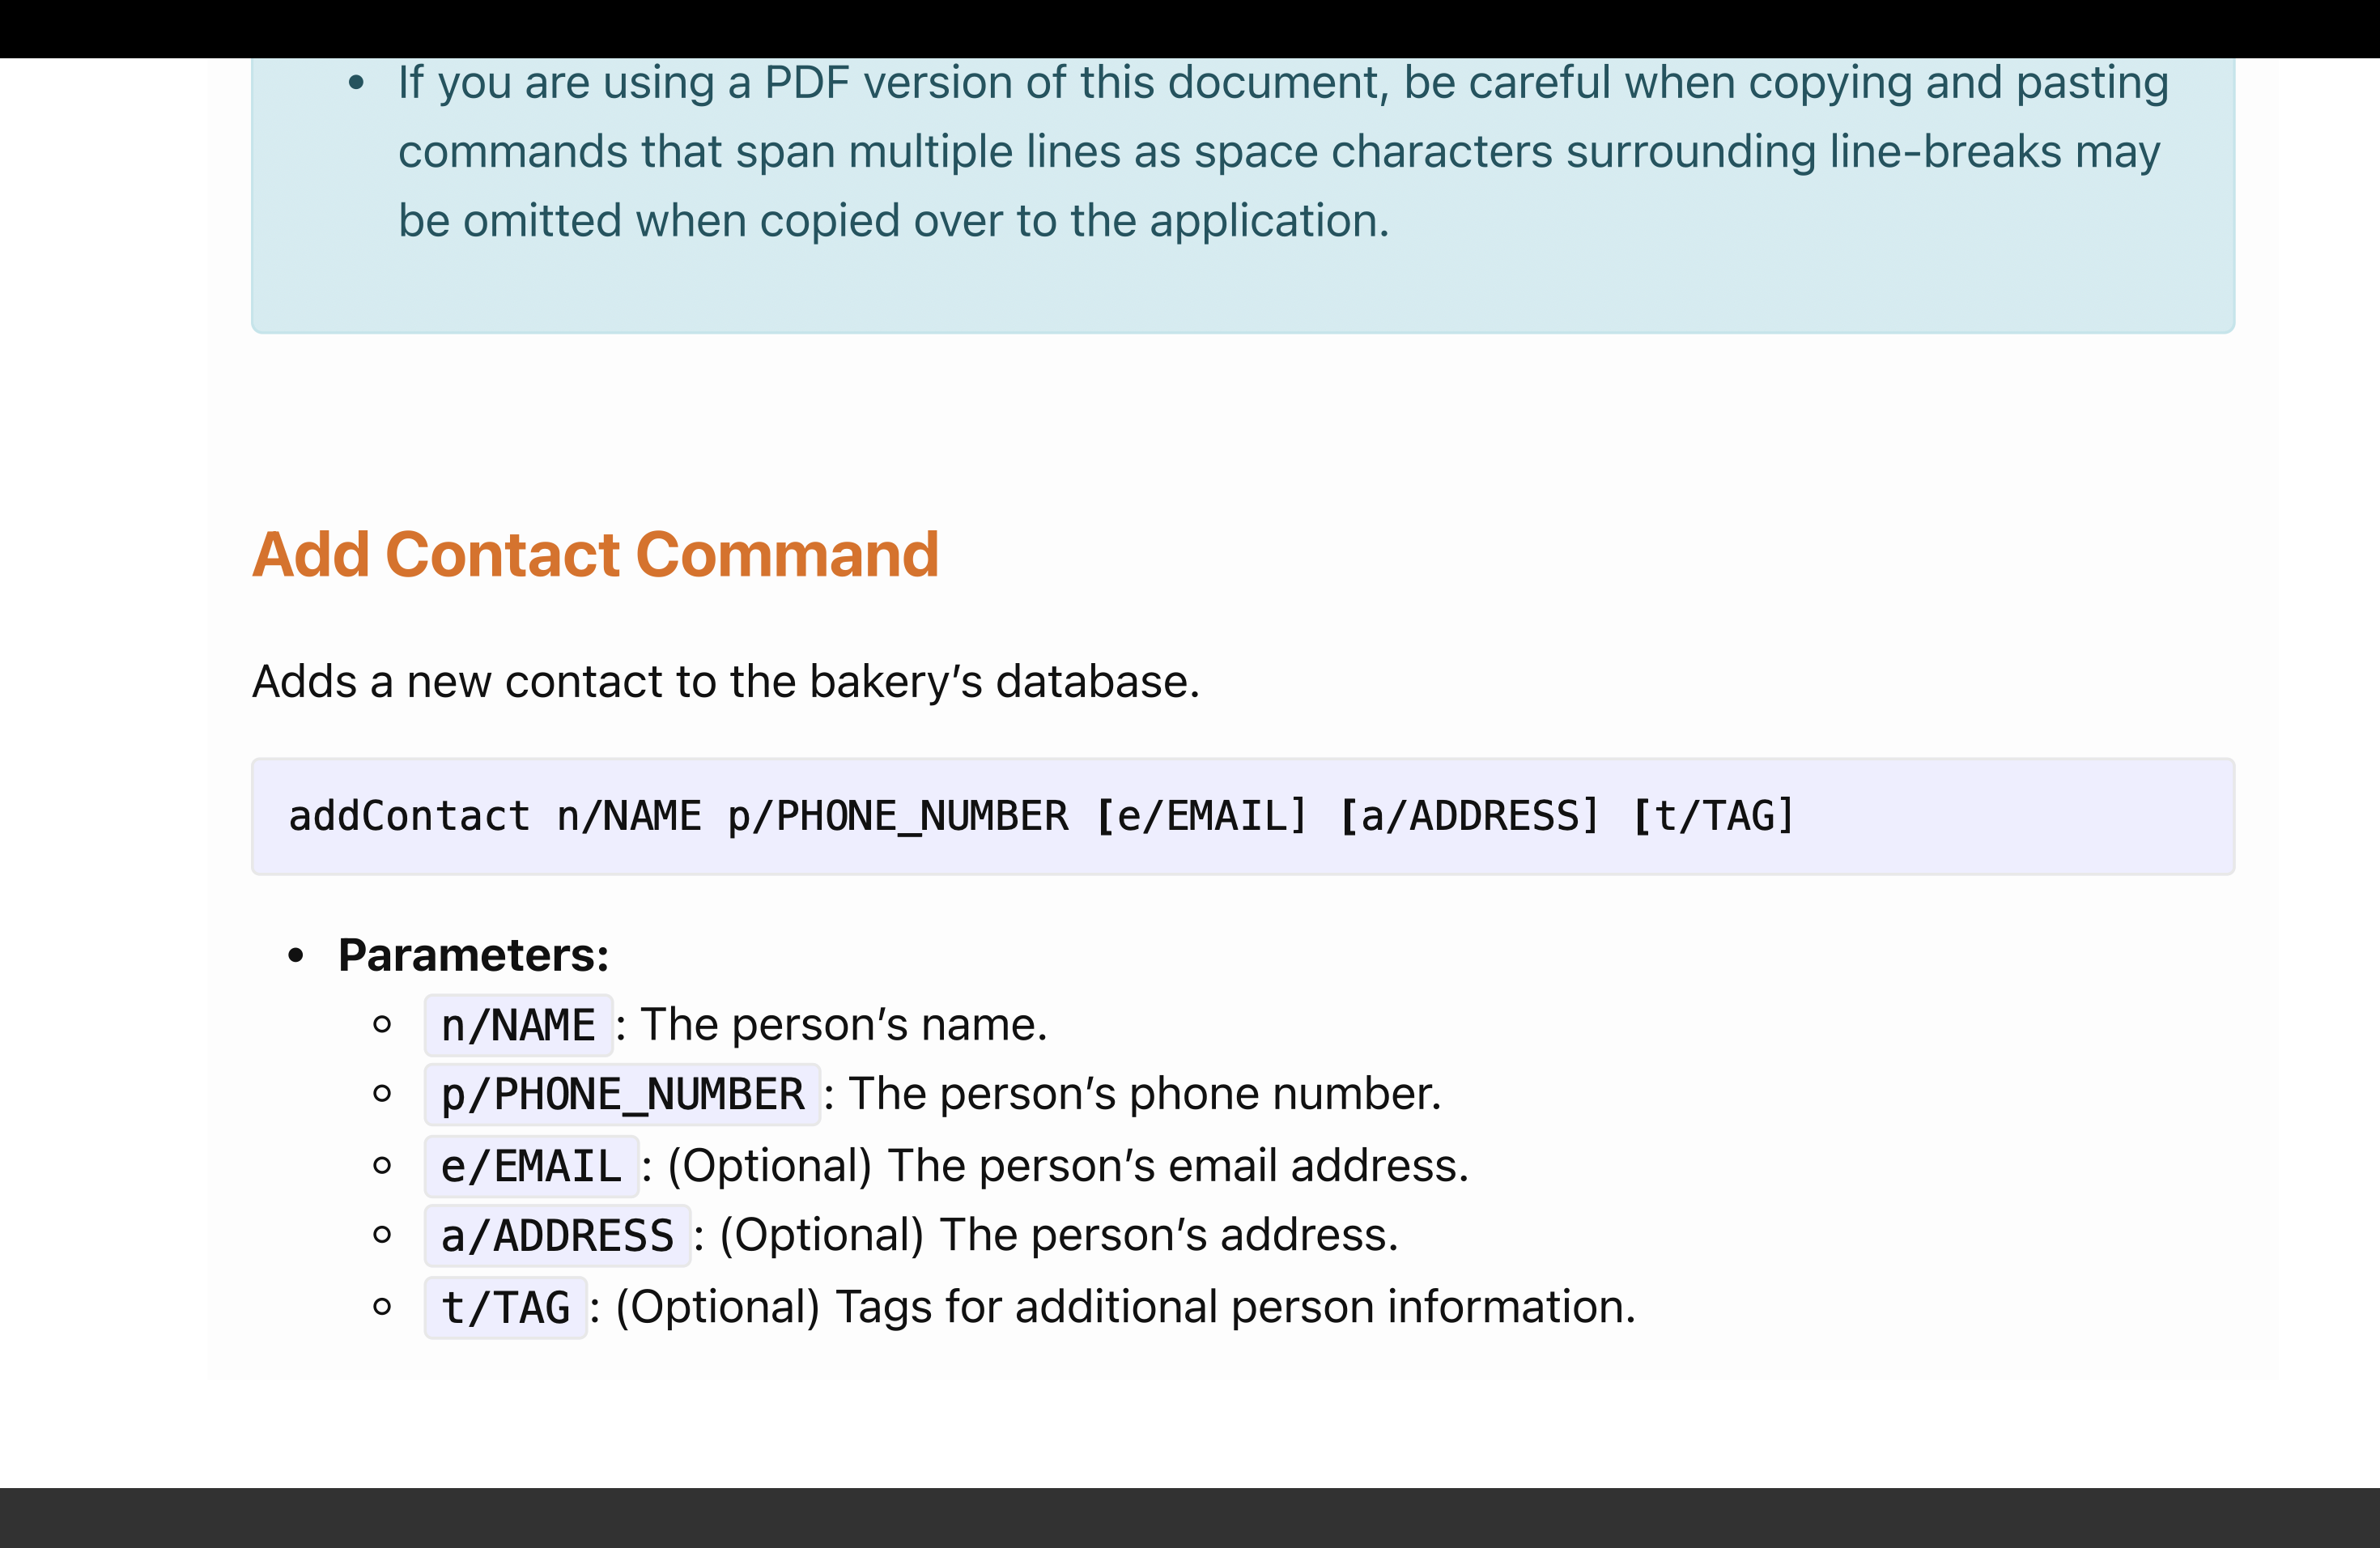 • If you are using a PDF version of this document, be careful when copying and pasting
commands that span multiple lines as space characters surrounding line-breaks may
be omitted when copied over to the application.
Add Contact Command
Adds a new contact to the bakery’s database.
addContact n/NAME p/PHONE_NUMBER [e/EMAIL] [a/ADDRESS] [t/TAG]
• Parameters:
◦ n/NAME : The person’s name.
◦ p/PHONE_NUMBER : The person’s phone number.
◦ e/EMAIL : (Optional) The person’s email address.
◦ a/ADDRESS : (Optional) The person’s address.
◦ t/TAG : (Optional) Tags for additional person information.